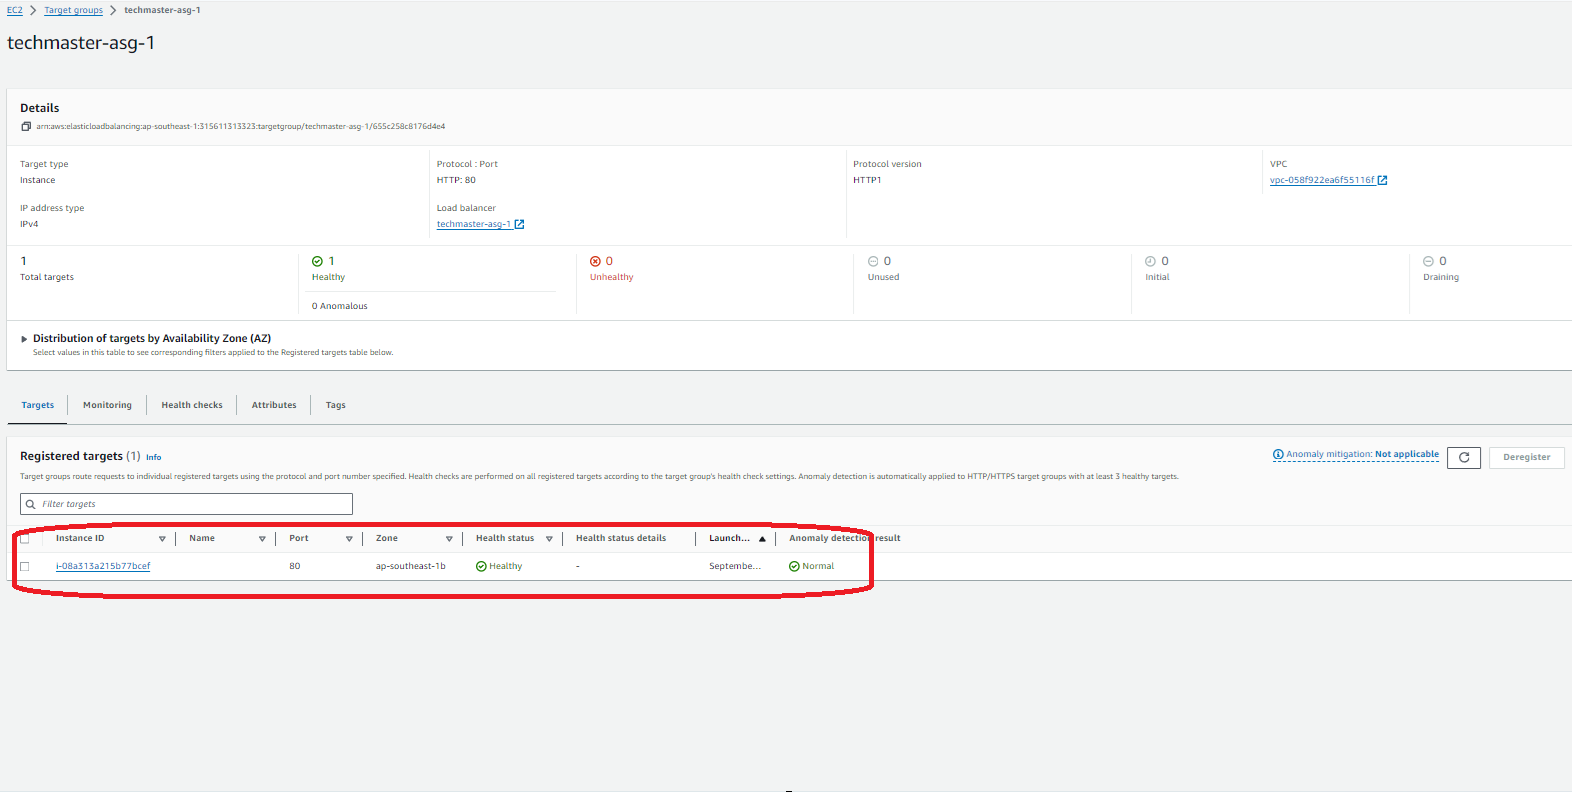 EC2 > Target groups > techmaster-asg-1
techmaster-asg-1
Details
arn:aws:elasticloadbalancing:ap-southeast-1:315611313323:targetgroup/techmaster-asg-1/655c258c8176d4e4
Target type
Instance
Protocol : Port
HTTP: 80
Protocol version
HTTP1
VPC
vpc-058f922ea6f55116f
IP address type
IPv4
Load balancer
techmaster-asg-1
1
Total targets
1
Healthy
0 Anomalous
0
Unhealthy
0
Unused
0
Initial
0
Draining
Distribution of targets by Availability Zone (AZ)
Select values in this table to see corresponding filters applied to the Registered targets table below.
Targets Monitoring Health checks Attributes Tags
Registered targets (1) Info
Anomaly mitigation: Not applicable
Deregister
Target groups route requests to individual registered targets using the protocol and port number specified. Health checks are performed on all registered targets according to the target group's health check settings. Anomaly detection is automatically applied to HTTP/HTTPS target groups with at least 3 healthy targets.
Filter targets
Instance ID Name Port Zone Health status Health status details Launch... Anomaly detection result
i-08a313a215b77bcef 80 ap-southeast-1b Healthy - Septembe... Normal